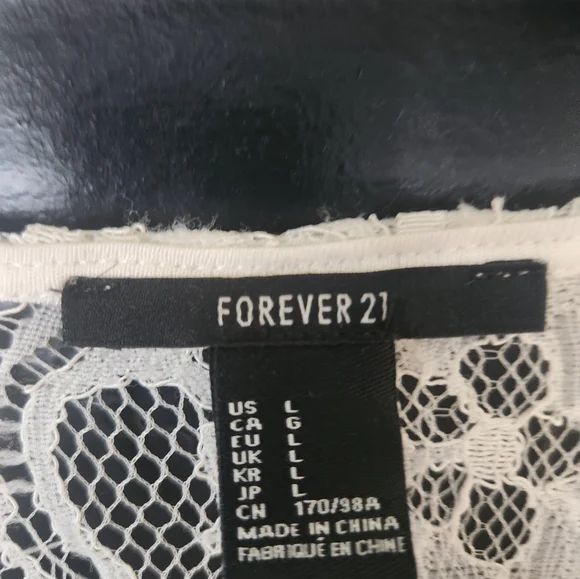 FOREVER 21
US L
CA G
EU L
UK L
KR L
JP L
CN 170/98A
MADE IN CHINA
FABRIQUÉ EN CHINE